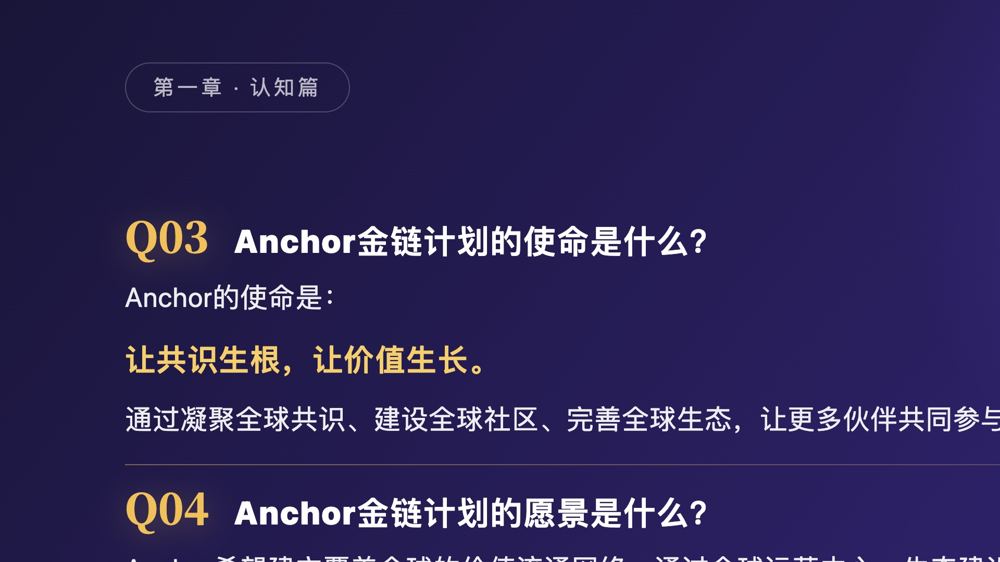 第一章 · 认知篇
Q03 Anchor金链计划的使命是什么？
Anchor的使命是：
让共识生根，让价值生长。
通过凝聚全球共识、建设全球社区、完善全球生态，让更多伙伴共同参与
Q04 Anchor金链计划的愿景是什么？